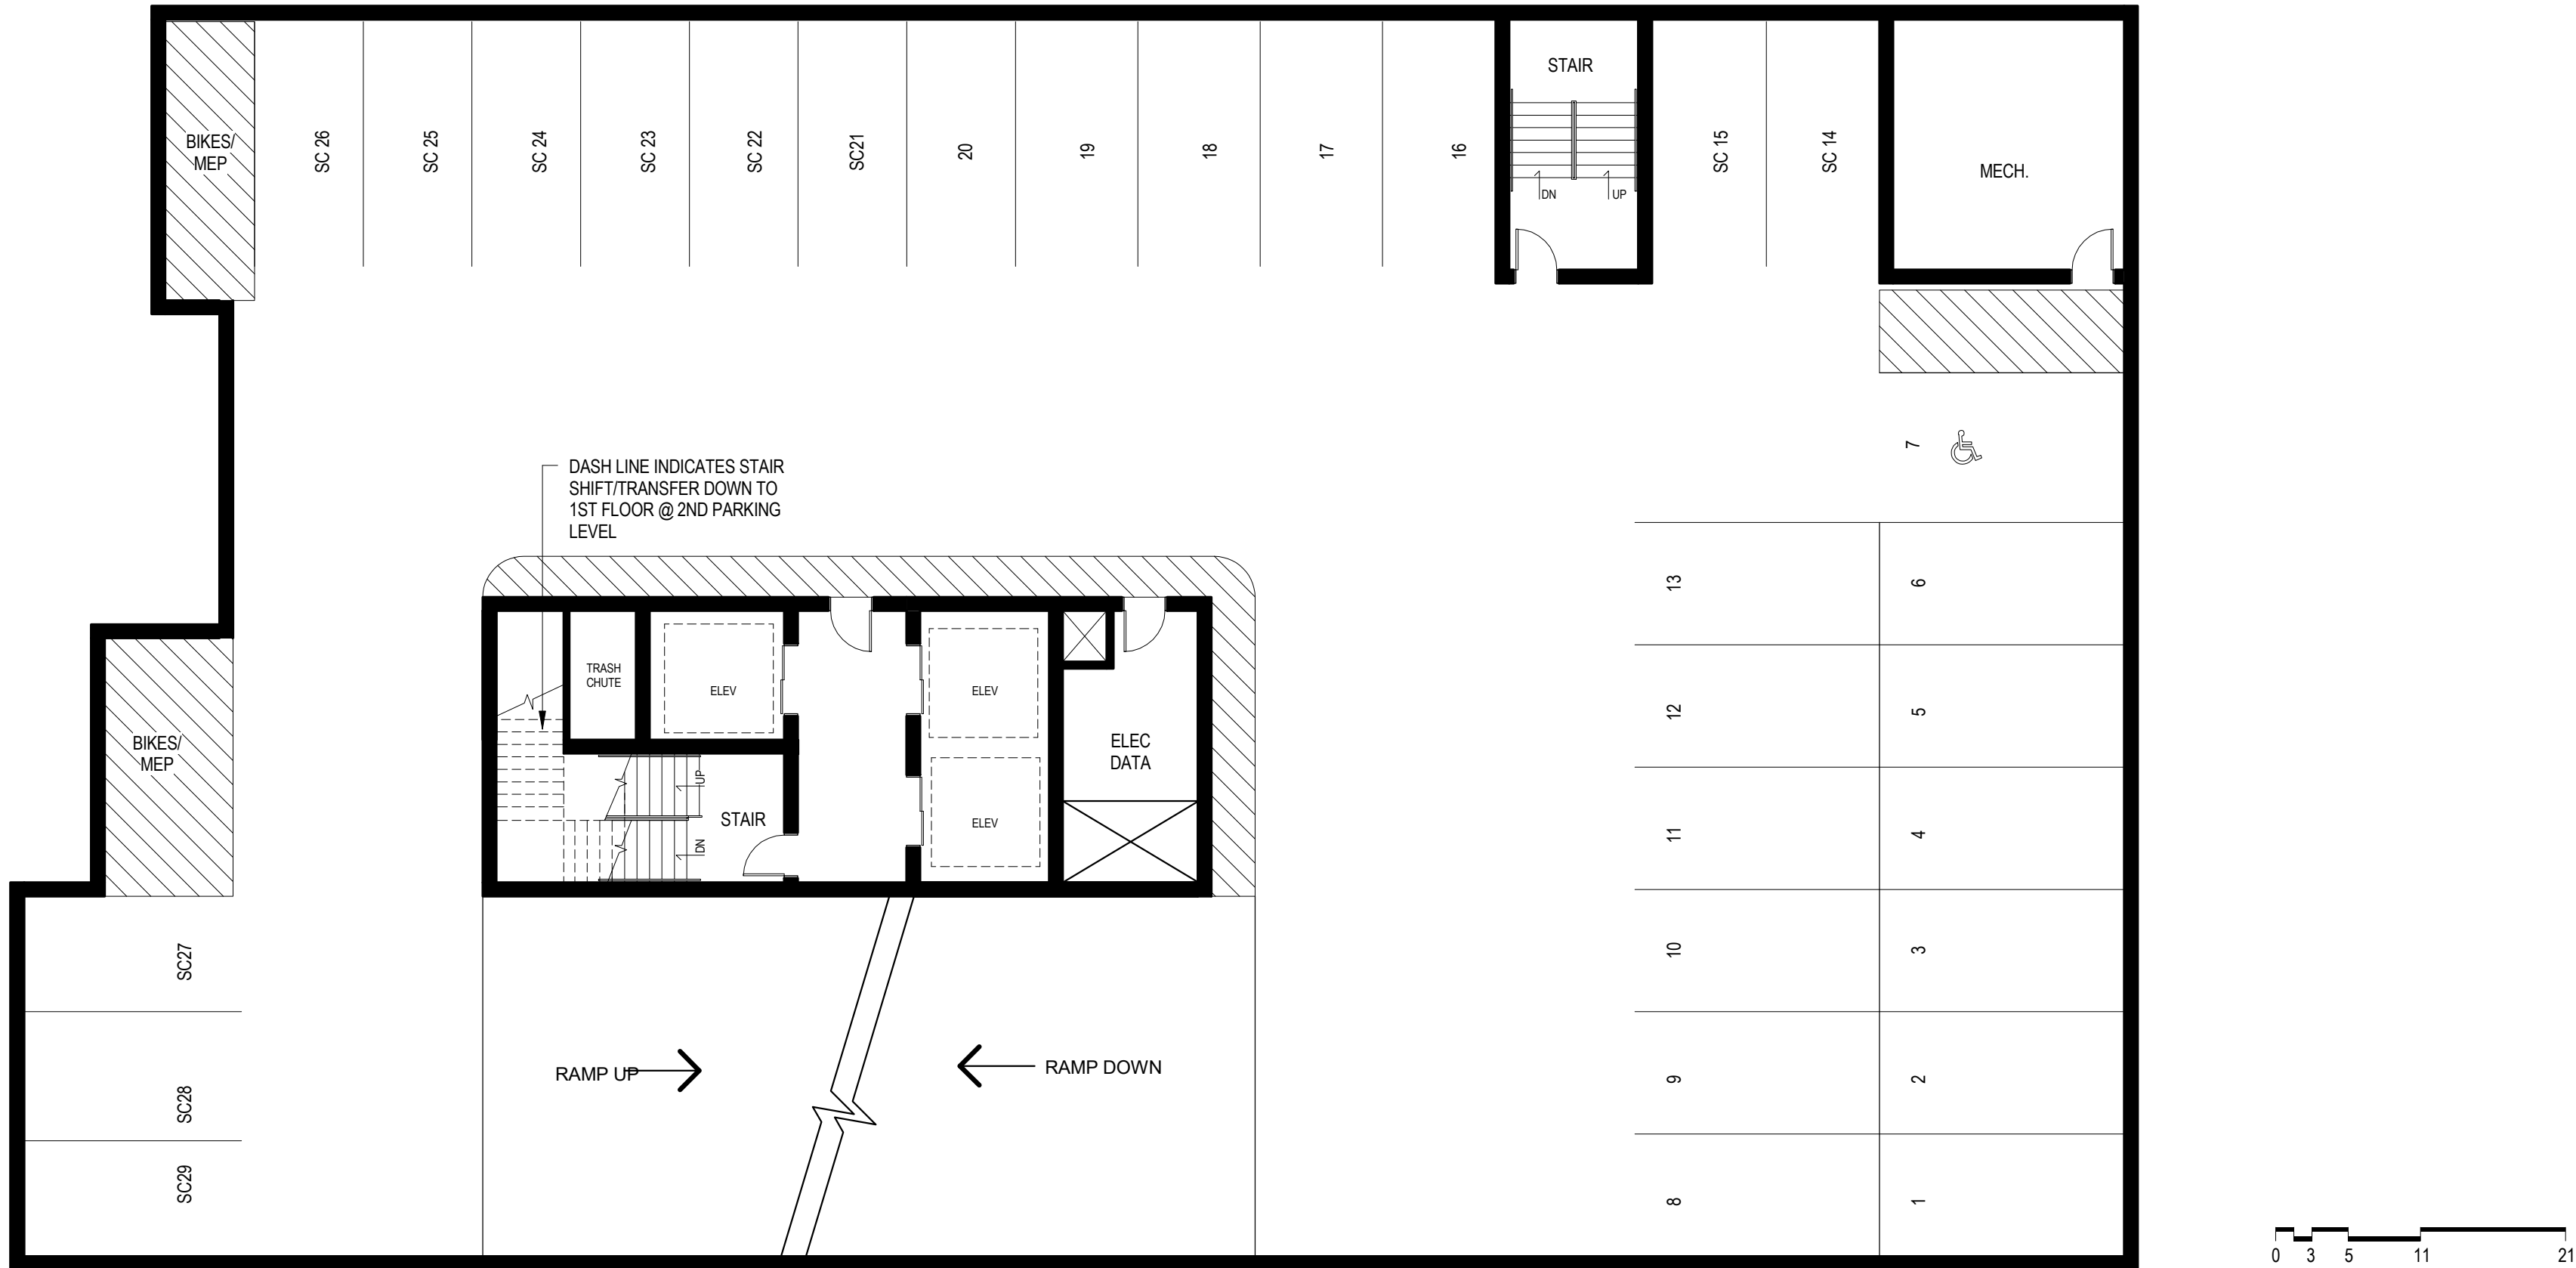 STAIR
BIKES/
MEP
SC 26
SC 25
SC 24
SC 23
SC 22
SC21
20
19
18
17
16
DN
UP
SC 15
SC 14
MECH.
7
DASH LINE INDICATES STAIR
SHIFT/TRANSFER DOWN TO
1ST FLOOR @ 2ND PARKING
LEVEL
13
6
TRASH
CHUTE
ELEV
ELEV
12
5
BIKES/
MEP
ELEC
DATA
UP
STAIR
DN
ELEV
11
4
SC27
10
3
RAMP UP
RAMP DOWN
SC28
9
2
SC29
8
1
0 3 5 11 21